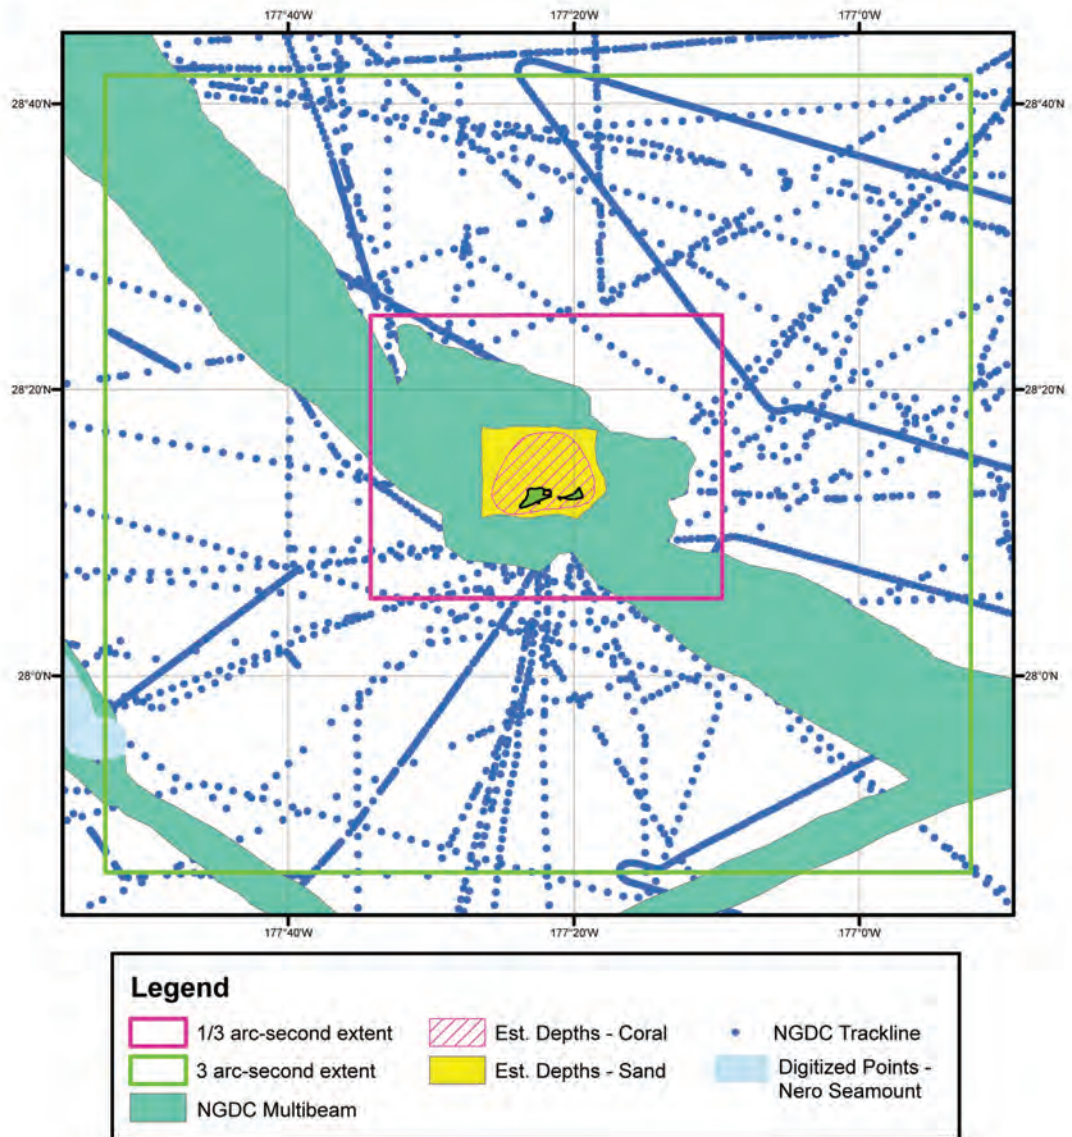 177°40'W 177°20'W 177°0'W
28°40'N 28°40'N
28°20'N 28°20'N
28°0'N 28°0'N
177°40'W 177°20'W 177°0'W
Legend
1/3 arc-second extent
3 arc-second extent
NGDC Multibeam
Est. Depths - Coral
Est. Depths - Sand
NGDC Trackline
Digitized Points -
Nero Seamount